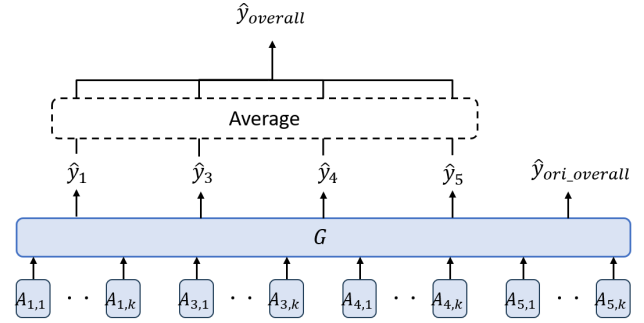 ŷ_overall
Average
ŷ_1 ŷ_3 ŷ_4 ŷ_5 ŷ_ori_overall
G
A_1,1 · · A_1,k A_3,1 · · A_3,k A_4,1 · · A_4,k A_5,1 · · A_5,k